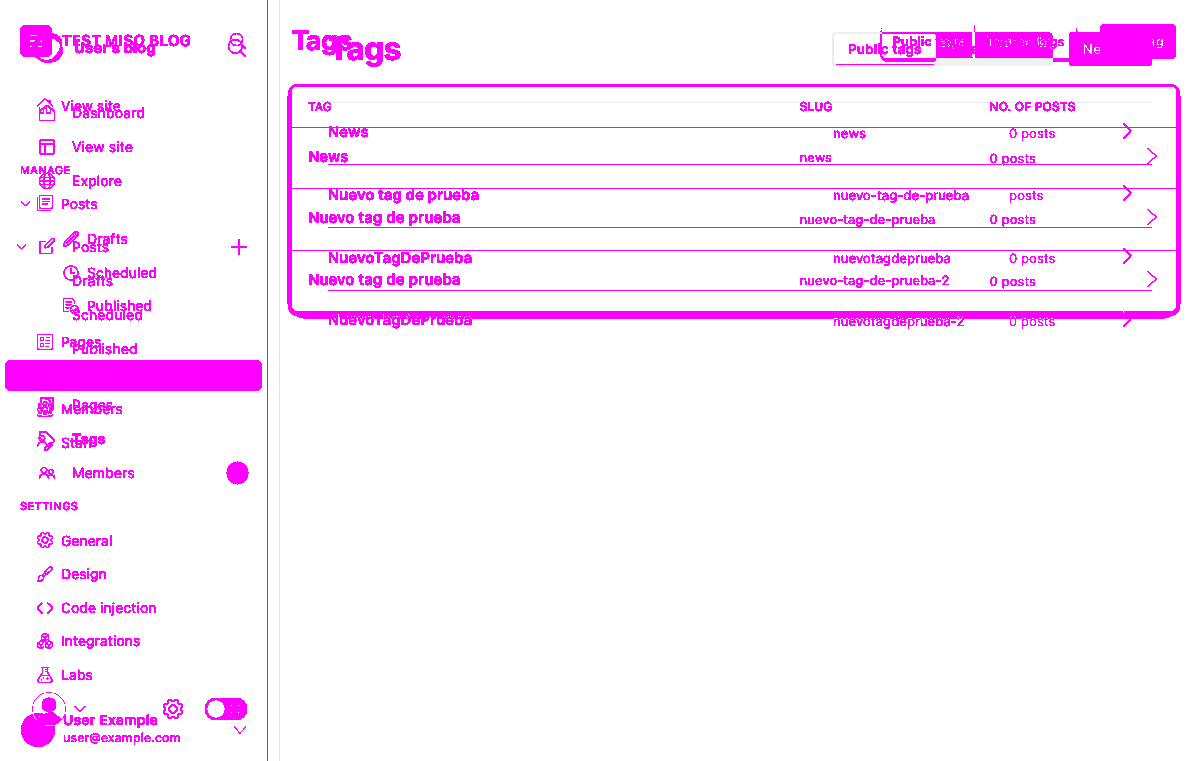 TEST MISO BLOG
User's Blog
Tags
Tags
Public tags
Public tags
TAG SLUG NO. OF POSTS
News news 0 posts
News news 0 posts
Nuevo tag de prueba nuevo-tag-de-prueba posts
Nuevo tag de prueba nuevo-tag-de-prueba 0 posts
NuevoTagDePrueba nuevotagdeprueba 0 posts
Nuevo tag de prueba nuevo-tag-de-prueba-2 0 posts
NuevoTagDePrueba nuevotagdeprueba-2 0 posts
View site
Dashboard
View site
MANAGE
Explore
Posts
Drafts
Posts
Scheduled
Drafts
Published
Scheduled
Pages
Published
Pages
Members
Tags
Staff
Members
SETTINGS
General
Design
Code injection
Integrations
Labs
User Example
user@example.com